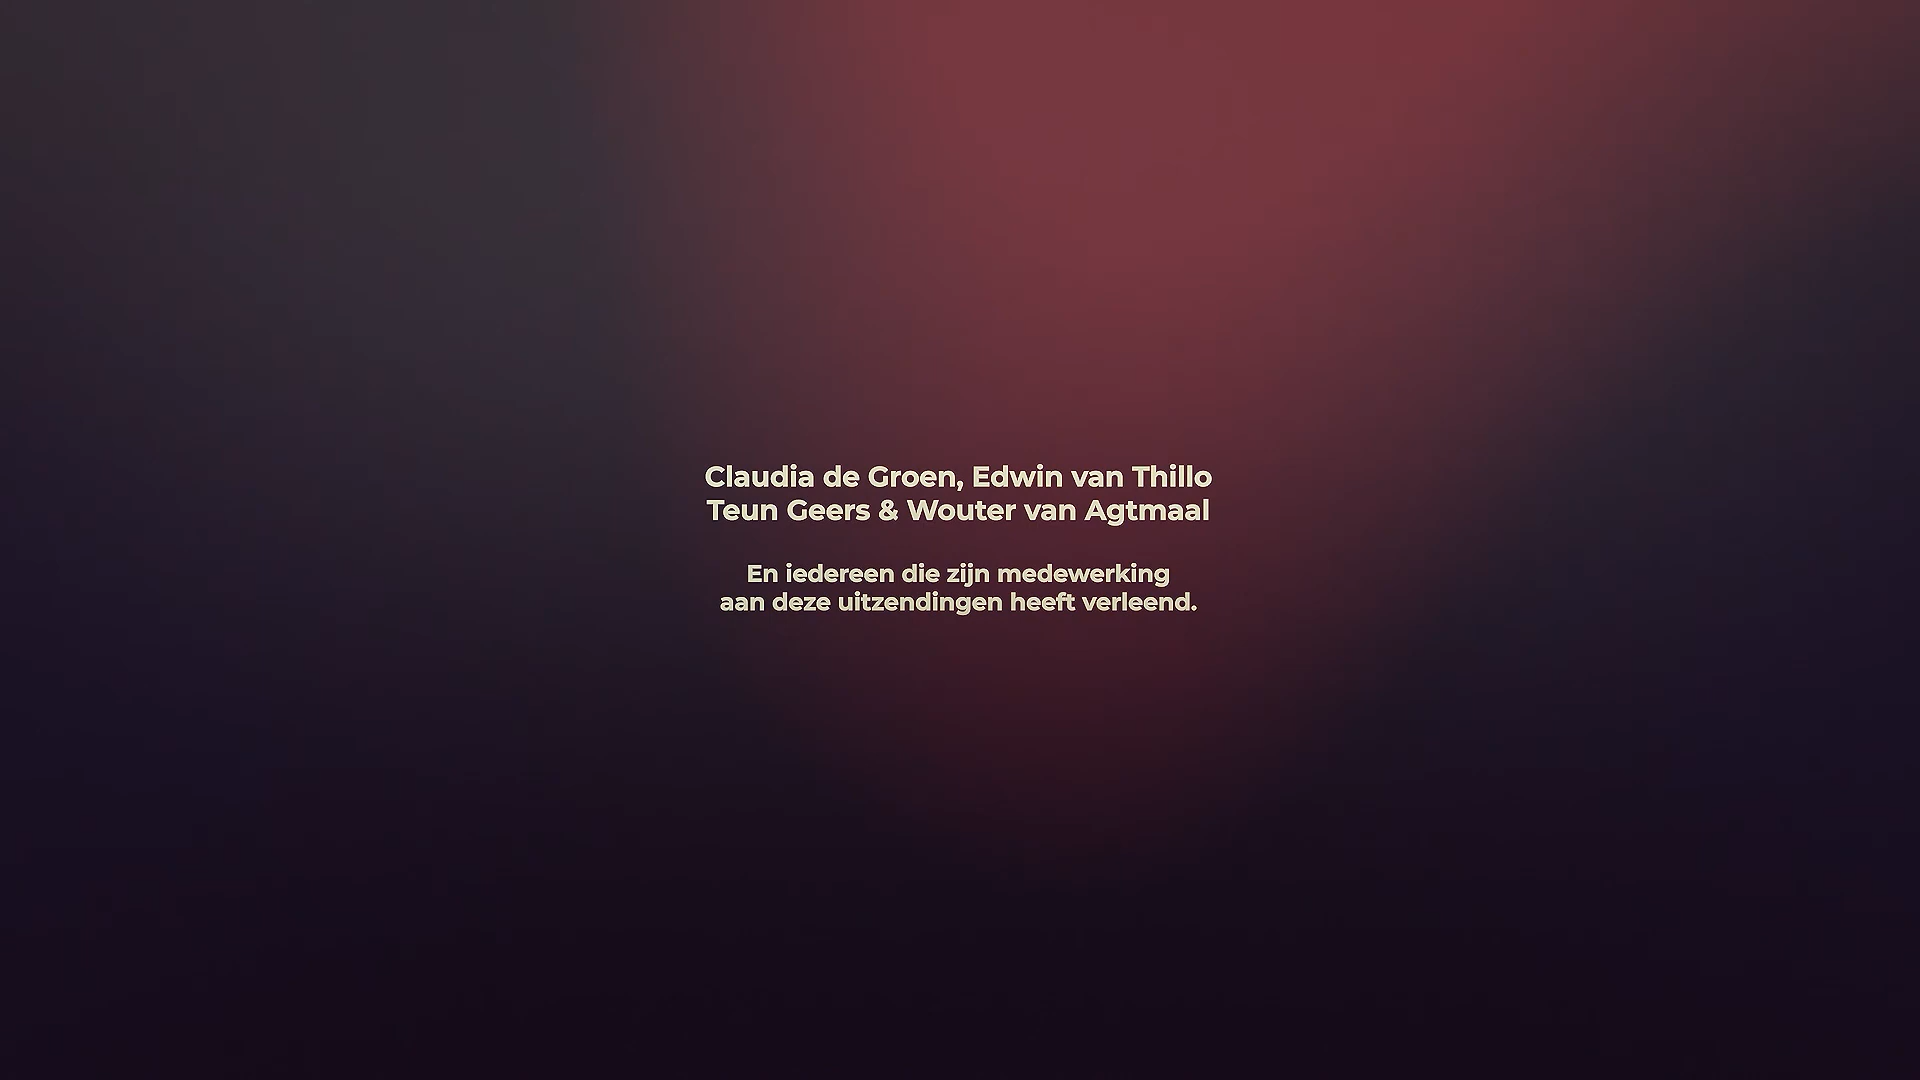 Claudia de Groen, Edwin van Thillo
Teun Geers & Wouter van Agtmaal
En iedereen die zijn medewerking
aan deze uitzendingen heeft verleend.